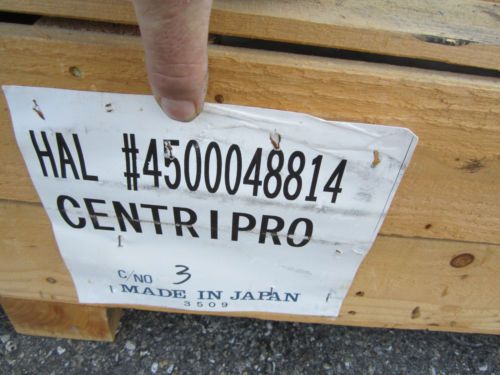 HAL #4500048814
CENTRIPRO
C/NO 3
MADE IN JAPAN
3509